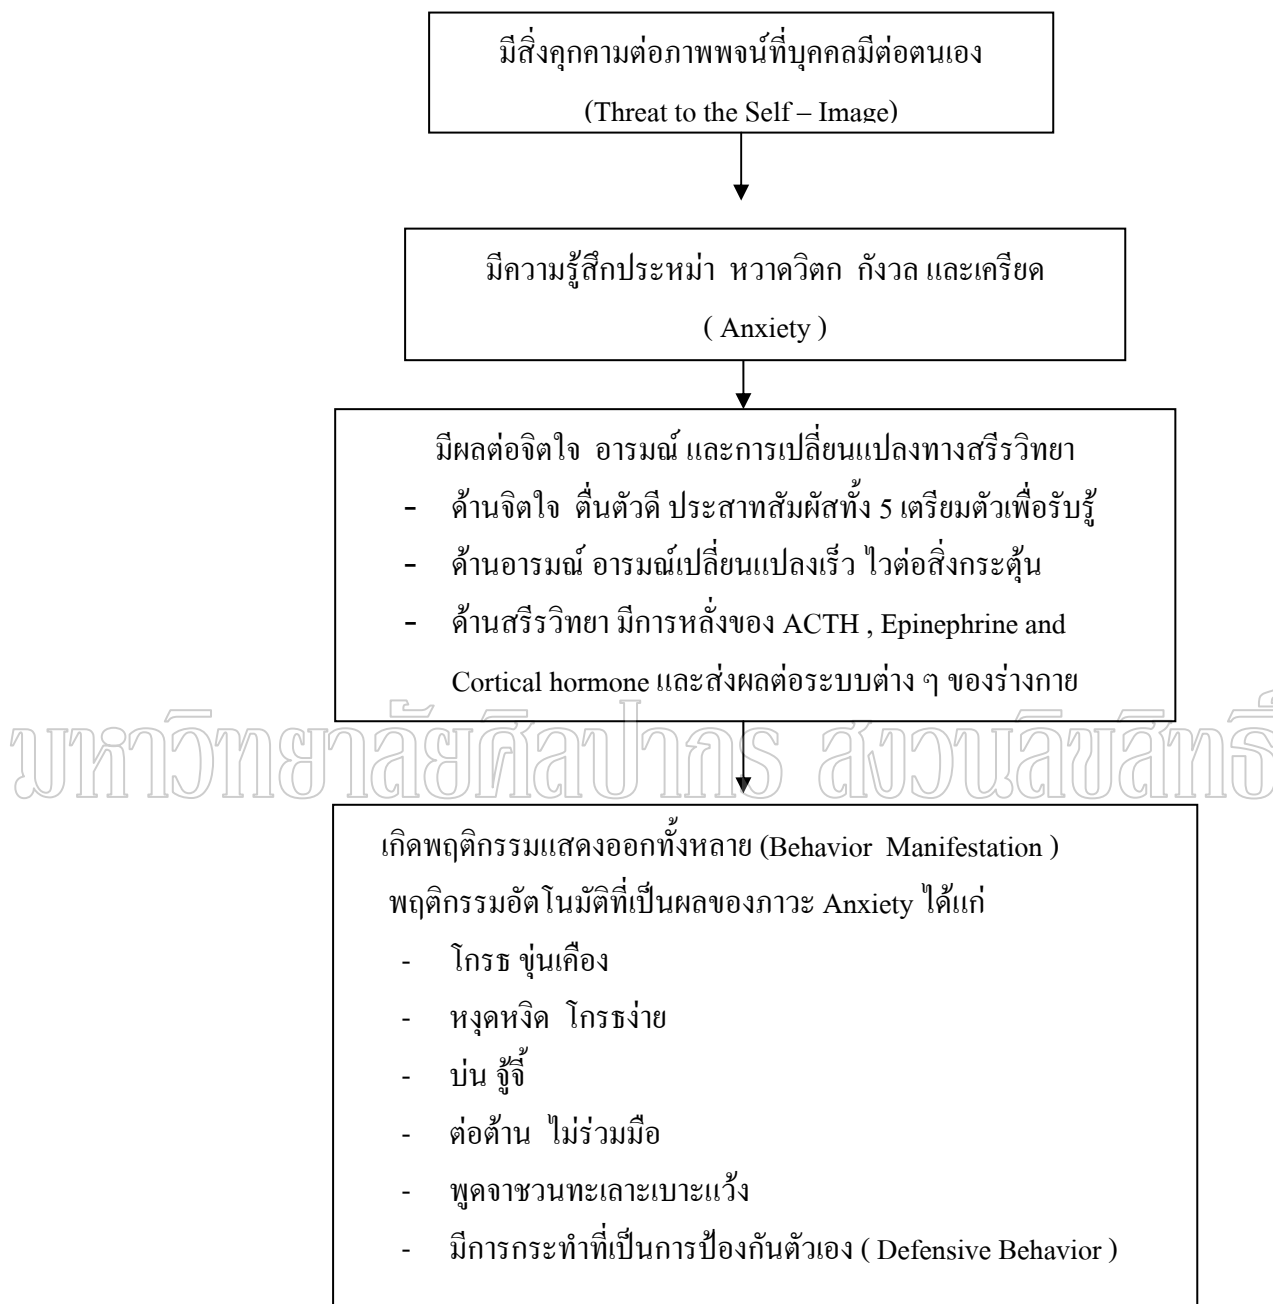 มีสิ่งคุกคามต่อภาพพจน์ที่บุคคลมีต่อตนเอง
(Threat to the Self – Image)
มีความรู้สึกประหม่า หวาดวิตก กังวล และเครียด
( Anxiety )
มีผลต่อจิตใจ อารมณ์ และการเปลี่ยนแปลงทางสรีรวิทยา
- ด้านจิตใจ ตื่นตัวดี ประสาทสัมผัสทั้ง 5 เตรียมตัวเพื่อรับรู้
- ด้านอารมณ์ อารมณ์เปลี่ยนแปลงเร็ว ไวต่อสิ่งกระตุ้น
- ด้านสรีรวิทยา มีการหลั่งของ ACTH , Epinephrine and
Cortical hormone และส่งผลต่อระบบต่าง ๆ ของร่างกาย
มหาวิทยาลัยศิลปากร สงวนลิขสิทธิ์
เกิดพฤติกรรมแสดงออกทั้งหลาย (Behavior Manifestation )
พฤติกรรมอัตโนมัติที่เป็นผลของภาวะ Anxiety ได้แก่
- โกรธ ขุ่นเคือง
- หงุดหงิด โกรธง่าย
- บ่น จู้จี้
- ต่อต้าน ไม่ร่วมมือ
- พูดจาชวนทะเลาะเบาะแว้ง
- มีการกระทำที่เป็นการป้องกันตัวเอง ( Defensive Behavior )